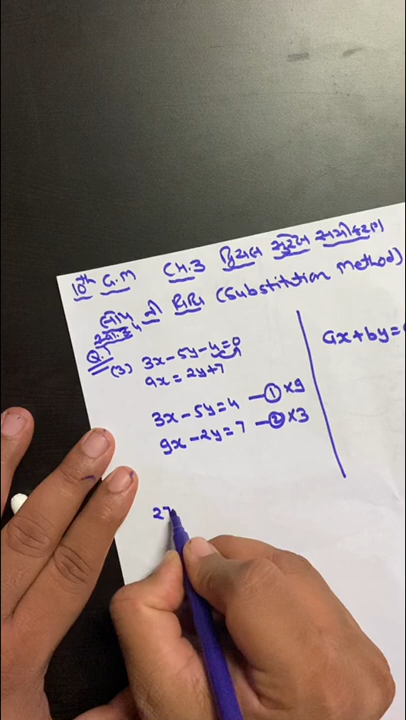 10th G.M CH.3 દ્વિચલ સુરેખ સમીકરણ
લોપ ની રીત (Substitution Method)
Q.1
(3) 3x-5y-4=0
9x=2y+7
3x-5y=4 —① ×9
9x-2y=7 —② ×3
27
ax+by=